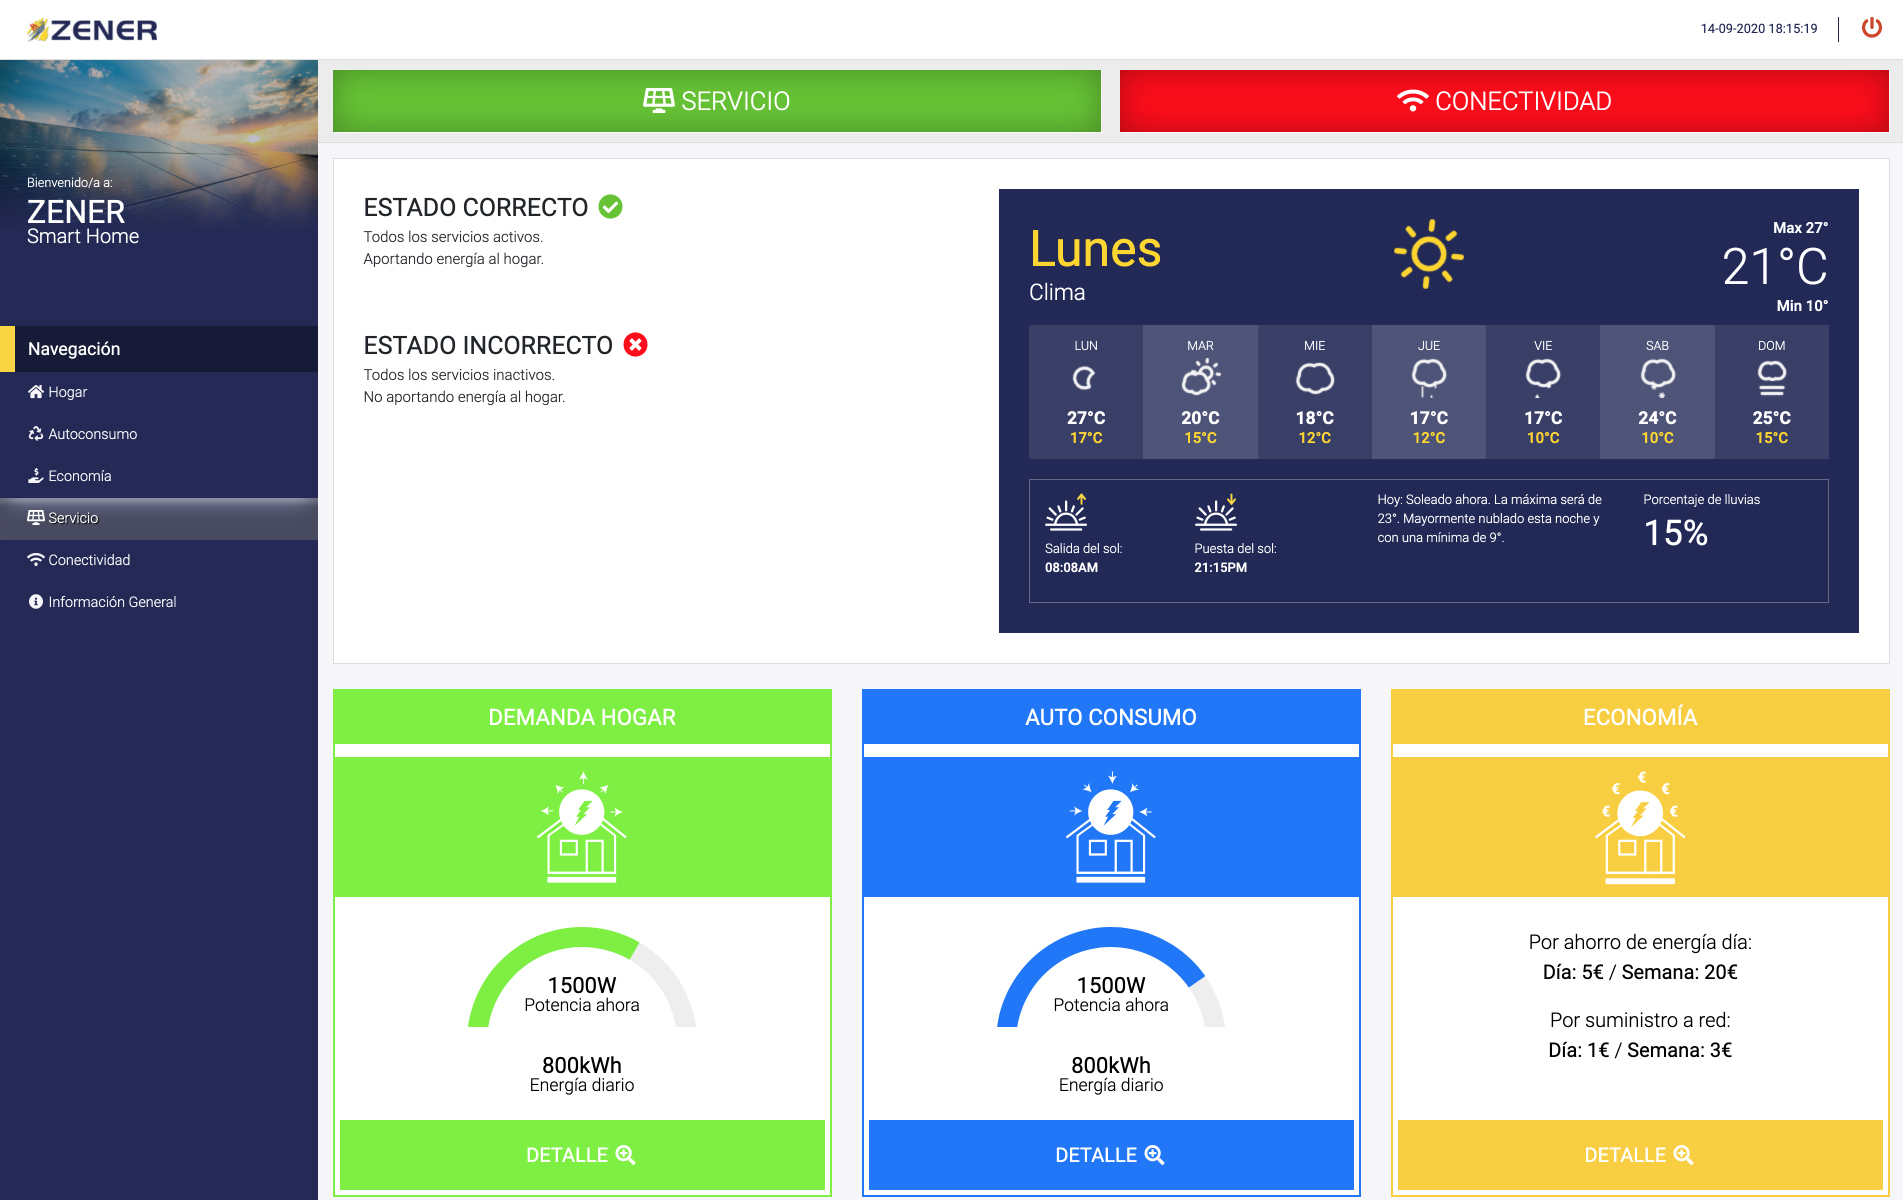 ZENER
14-09-2020 18:15:19
SERVICIO
CONECTIVIDAD
Bienvenido/a a:
ZENER
Smart Home
Navegación
Hogar
Autoconsumo
Economía
Servicio
Conectividad
Información General
ESTADO CORRECTO
Todos los servicios activos.
Aportando energía al hogar.
ESTADO INCORRECTO
Todos los servicios inactivos.
No aportando energía al hogar.
Lunes
Clima
Max 27°
21°C
Min 10°
LUN MAR MIE JUE VIE SAB DOM
27°C 20°C 18°C 17°C 17°C 24°C 25°C
17°C 15°C 12°C 12°C 10°C 10°C 15°C
Salida del sol:
08:08AM
Puesta del sol:
21:15PM
Hoy: Soleado ahora. La máxima será de
23°. Mayormente nublado esta noche y
con una mínima de 9°.
Porcentaje de lluvias
15%
DEMANDA HOGAR
1500W
Potencia ahora
800kWh
Energía diario
DETALLE
AUTO CONSUMO
1500W
Potencia ahora
800kWh
Energía diario
DETALLE
ECONOMÍA
€ € € € €
Por ahorro de energía día:
Día: 5€ / Semana: 20€
Por suministro a red:
Día: 1€ / Semana: 3€
DETALLE